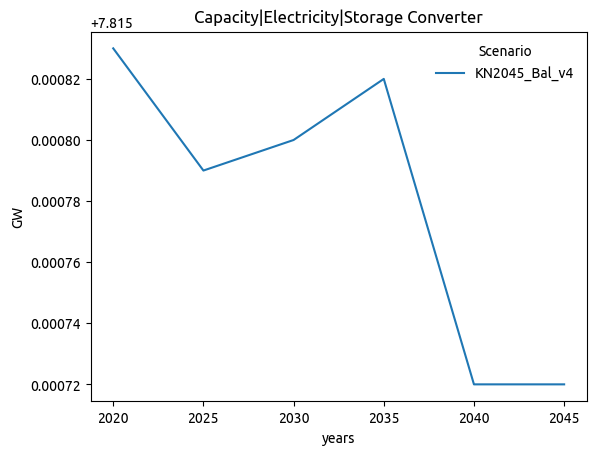 Capacity|Electricity|Storage Converter
+7.815
Scenario
KN2045_Bal_v4
0.00082
0.00080
0.00078
0.00076
0.00074
0.00072
GW
2020 2025 2030 2035 2040 2045
years